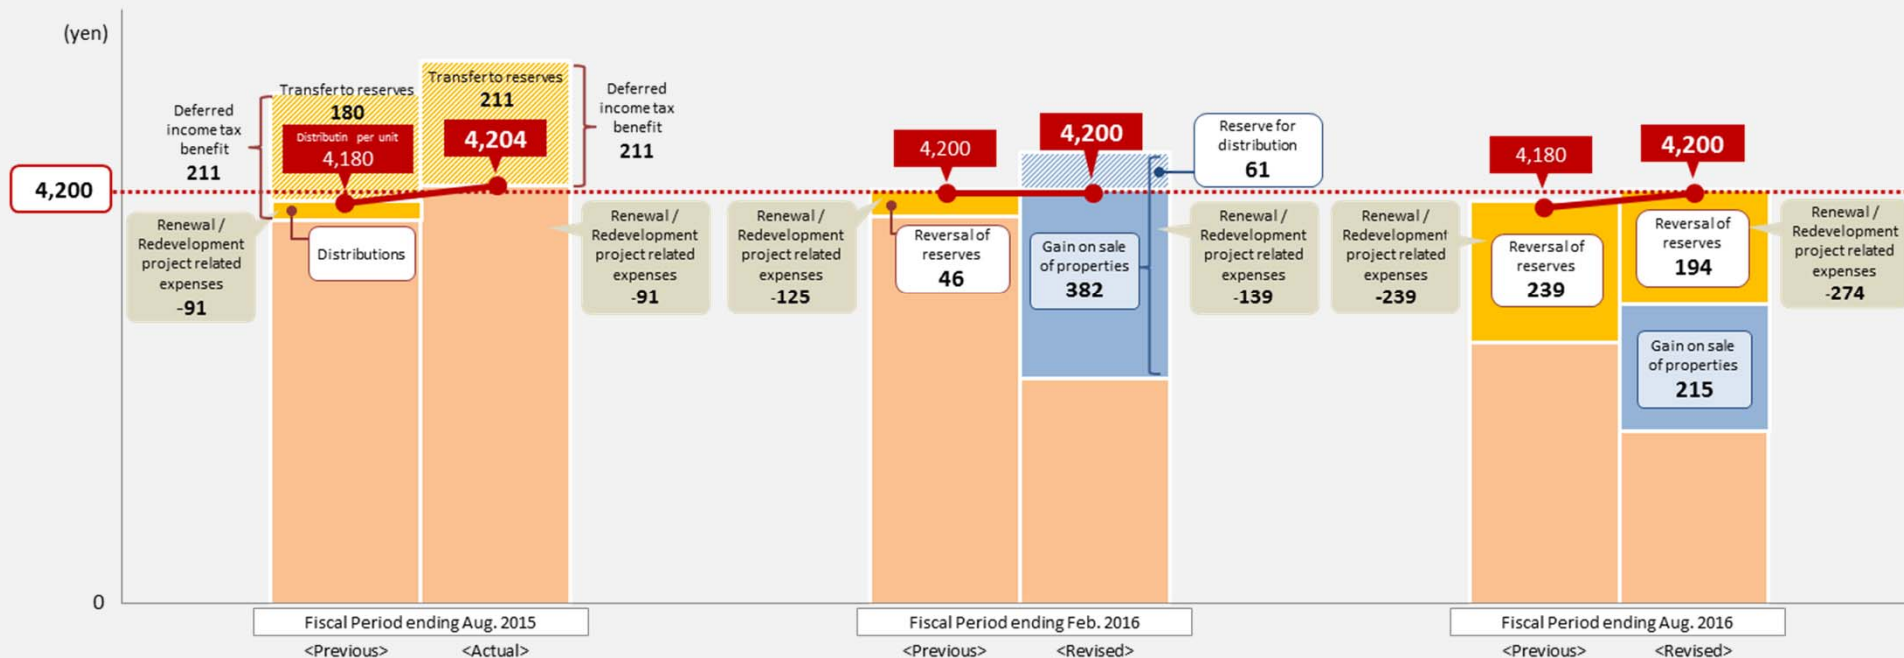 (yen)
4,200
0
Deferred
income tax
benefit
211
Transfer to reserves
180
Distributin per unit
4,180
Transfer to reserves
211
4,204
Deferred
income tax
benefit
211
Renewal /
Redevelopment
project related
expenses
-91
Distributions
Renewal /
Redevelopment
project related
expenses
-91
Fiscal Period ending Aug. 2015
<Previous>
<Actual>
Renewal /
Redevelopment
project related
expenses
-125
4,200
Reversal of
reserves
46
4,200
Gain on sale
of properties
382
Reserve for
distribution
61
Renewal /
Redevelopment
project related
expenses
-139
Fiscal Period ending Feb. 2016
<Previous>
<Revised>
Renewal /
Redevelopment
project related
expenses
-239
4,180
Reversal of
reserves
239
4,200
Reversal of
reserves
194
Gain on sale
of properties
215
Renewal /
Redevelopment
project related
expenses
-274
Fiscal Period ending Aug. 2016
<Previous>
<Revised>